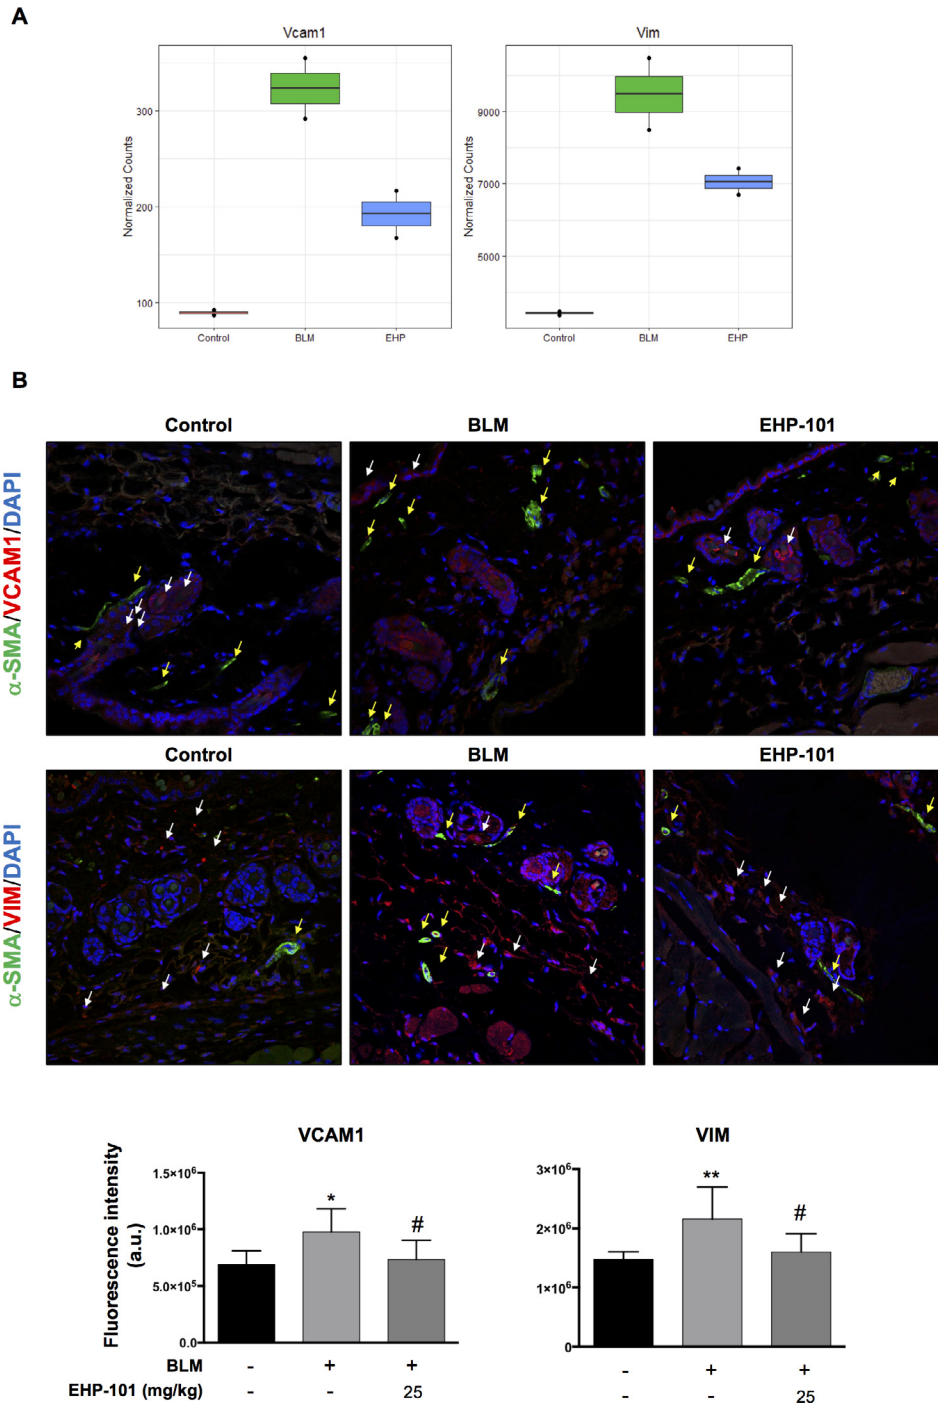 A
Vcam1
Vim
Normalized Counts
300
200
100
Control
BLM
EHP
Normalized Counts
9000
7000
5000
Control
BLM
EHP
B
Control
BLM
EHP-101
α-SMA/VCAM1/DAPI
Control
BLM
EHP-101
α-SMA/VIM/DAPI
VCAM1
Fluorescence intensity
(a.u.)
1.5×10⁶
1.0×10⁶
5.0×10⁵
0.0
*
#
BLM - + +
EHP-101 (mg/kg) - - 25
VIM
3×10⁶
2×10⁶
1×10⁶
0
**
#
- + +
- - 25